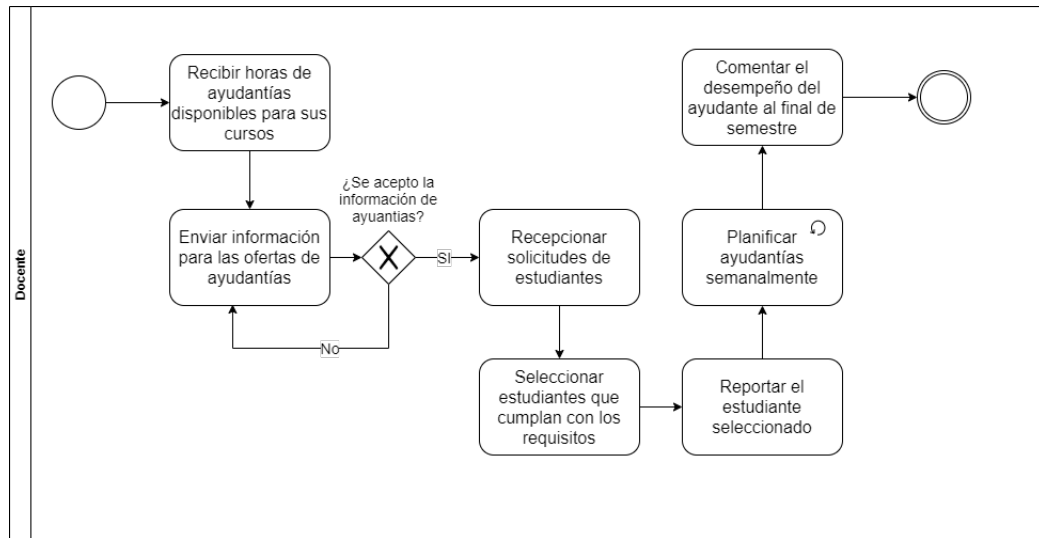 Docente
Recibir horas de
ayudantías
disponibles para sus
cursos
Enviar información
para las ofertas de
ayudantías
¿Se acepto la
información de
ayuantias?
SI
No
Recepcionar
solicitudes de
estudiantes
Seleccionar
estudiantes que
cumplan con los
requisitos
Reportar el
estudiante
seleccionado
Planificar
ayudantías
semanalmente
Comentar el
desempeño del
ayudante al final de
semestre